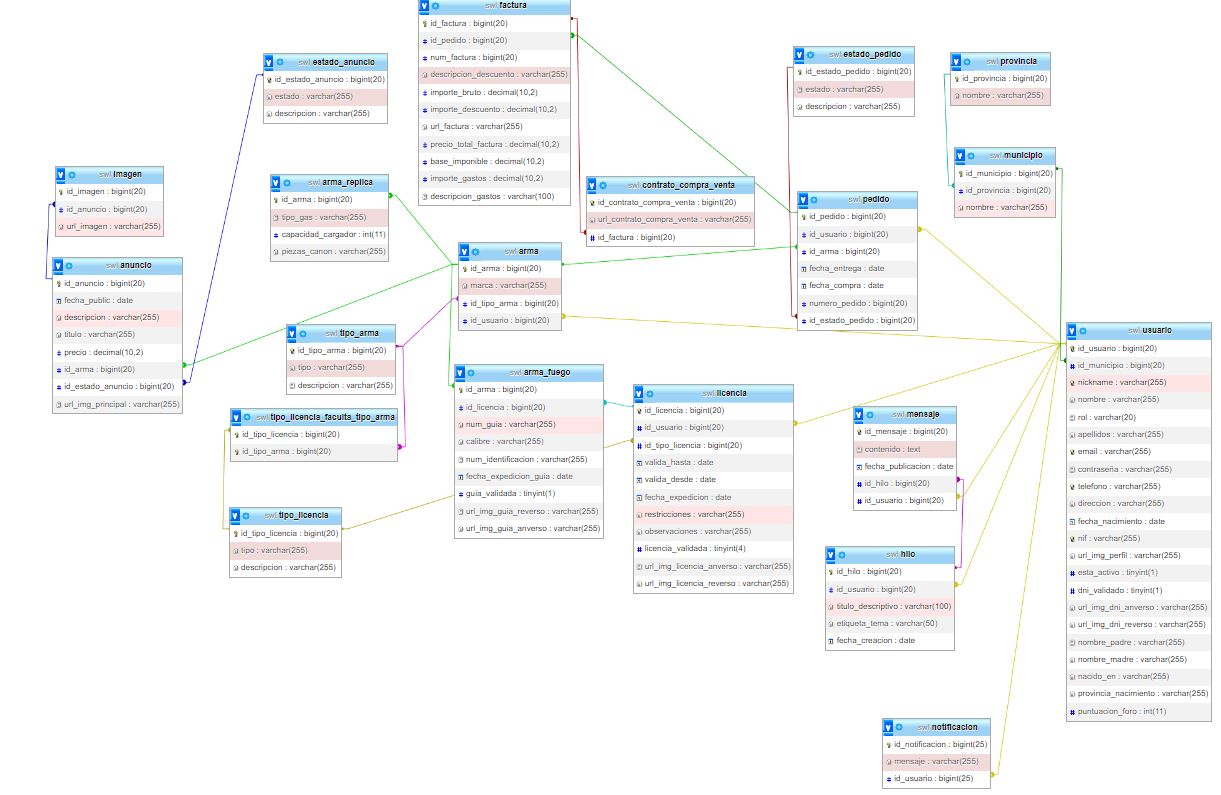 swl factura
id_factura : bigint(20)
id_pedido : bigint(20)
num_factura : bigint(20)
descripcion_descuento : varchar(255)
importe_bruto : decimal(10,2)
importe_descuento : decimal(10,2)
url_factura : varchar(255)
precio_total_factura : decimal(10,2)
base_imponible : decimal(10,2)
importe_gastos : decimal(10,2)
descripcion_gastos : varchar(100)
swl estado_anuncio
id_estado_anuncio : bigint(20)
estado : varchar(255)
descripcion : varchar(255)
swl estado_pedido
id_estado_pedido : bigint(20)
estado : varchar(255)
descripcion : varchar(255)
swl provincia
id_provincia : bigint(20)
nombre : varchar(255)
swl municipio
id_municipio : bigint(20)
id_provincia : bigint(20)
nombre : varchar(255)
swl imagen
id_imagen : bigint(20)
id_anuncio : bigint(20)
url_imagen : varchar(255)
swl arma_replica
id_arma : bigint(20)
tipo_gas : varchar(255)
capacidad_cargador : int(11)
piezas_canon : varchar(255)
swl contrato_compra_venta
id_contrato_compra_venta : bigint(20)
url_contrato_compra_venta : varchar(255)
id_factura : bigint(20)
swl pedido
id_pedido : bigint(20)
id_usuario : bigint(20)
id_arma : bigint(20)
fecha_entrega : date
fecha_compra : date
numero_pedido : bigint(20)
id_estado_pedido : bigint(20)
swl anuncio
id_anuncio : bigint(20)
fecha_public : date
descripcion : varchar(255)
titulo : varchar(255)
precio : decimal(10,2)
id_arma : bigint(20)
id_estado_anuncio : bigint(20)
url_img_principal : varchar(255)
swl arma
id_arma : bigint(20)
marca : varchar(255)
id_tipo_arma : bigint(20)
id_usuario : bigint(20)
swl tipo_arma
id_tipo_arma : bigint(20)
tipo : varchar(255)
descripcion : varchar(255)
swl tipo_licencia_faculta_tipo_arma
id_tipo_licencia : bigint(20)
id_tipo_arma : bigint(20)
swl arma_fuego
id_arma : bigint(20)
id_licencia : bigint(20)
num_guia : varchar(255)
calibre : varchar(255)
num_identificacion : varchar(255)
fecha_expedicion_guia : date
guia_validada : tinyint(1)
url_img_guia_reverso : varchar(255)
url_img_guia_anverso : varchar(255)
swl licencia
id_licencia : bigint(20)
id_usuario : bigint(20)
id_tipo_licencia : bigint(20)
valida_hasta : date
valida_desde : date
fecha_expedicion : date
restricciones : varchar(255)
observaciones : varchar(255)
licencia_validada : tinyint(4)
url_img_licencia_anverso : varchar(255)
url_img_licencia_reverso : varchar(255)
swl tipo_licencia
id_tipo_licencia : bigint(20)
tipo : varchar(255)
descripcion : varchar(255)
swl mensaje
id_mensaje : bigint(20)
contenido : text
fecha_publicacion : date
id_hilo : bigint(20)
id_usuario : bigint(20)
swl hilo
id_hilo : bigint(20)
id_usuario : bigint(20)
titulo_descriptivo : varchar(100)
etiqueta_tema : varchar(50)
fecha_creacion : date
swl usuario
id_usuario : bigint(20)
id_municipio : bigint(20)
nickname : varchar(255)
nombre : varchar(255)
rol : varchar(20)
apellidos : varchar(255)
email : varchar(255)
contraseña : varchar(255)
telefono : varchar(255)
direccion : varchar(255)
fecha_nacimiento : date
nif : varchar(255)
url_img_perfil : varchar(255)
esta_activo : tinyint(1)
dni_validado : tinyint(1)
url_img_dni_anverso : varchar(255)
url_img_dni_reverso : varchar(255)
nombre_padre : varchar(255)
nombre_madre : varchar(255)
nacido_en : varchar(255)
provincia_nacimiento : varchar(255)
puntuacion_foro : int(11)
swl notificacion
id_notificacion : bigint(25)
mensaje : varchar(255)
id_usuario : bigint(25)